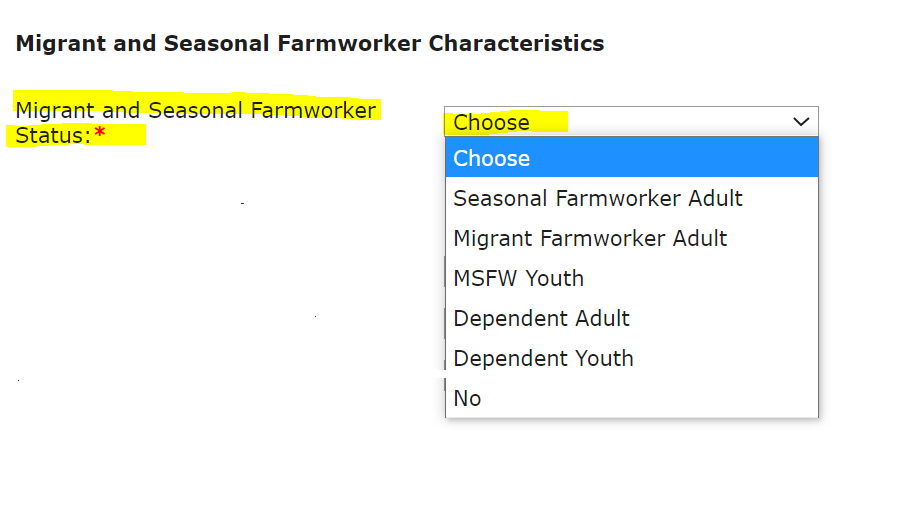 Migrant and Seasonal Farmworker Characteristics
Migrant and Seasonal Farmworker
Status:*
Choose
Choose
Seasonal Farmworker Adult
Migrant Farmworker Adult
MSFW Youth
Dependent Adult
Dependent Youth
No